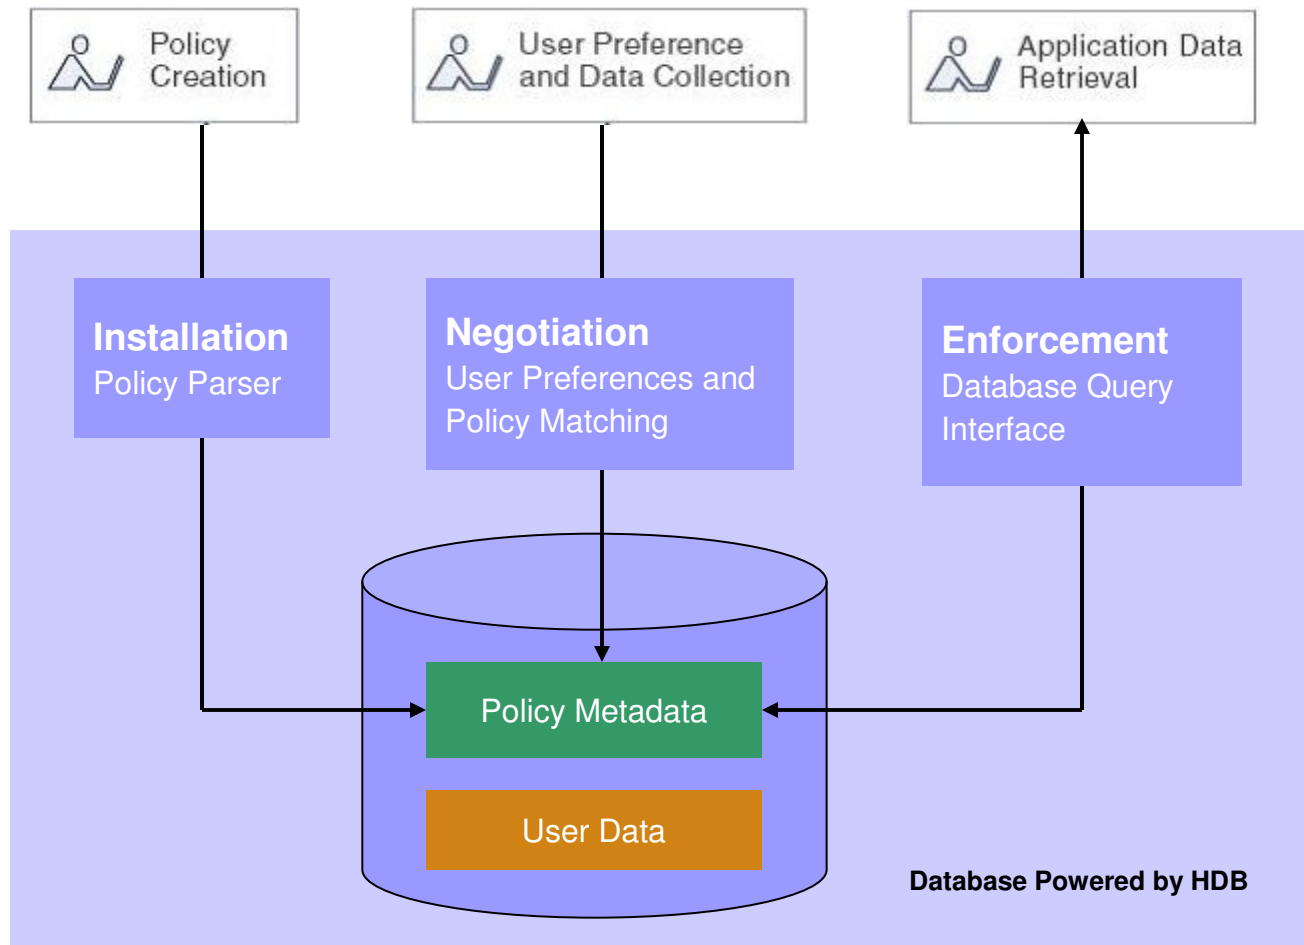 Policy
Creation
User Preference
and Data Collection
Application Data
Retrieval
Installation
Policy Parser
Negotiation
User Preferences and
Policy Matching
Enforcement
Database Query
Interface
Policy Metadata
User Data
Database Powered by HDB